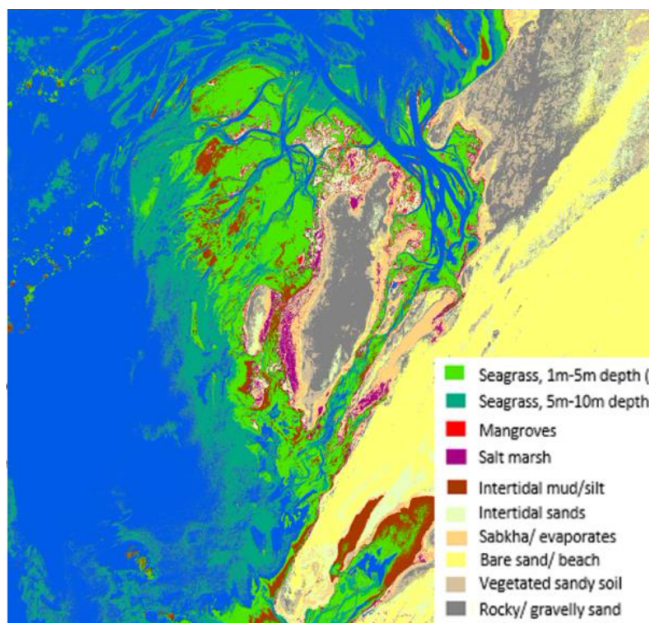 Seagrass, 1m-5m depth (
Seagrass, 5m-10m depth
Mangroves
Salt marsh
Intertidal mud/silt
Intertidal sands
Sabkha/ evaporates
Bare sand/ beach
Vegetated sandy soil
Rocky/ gravelly sand